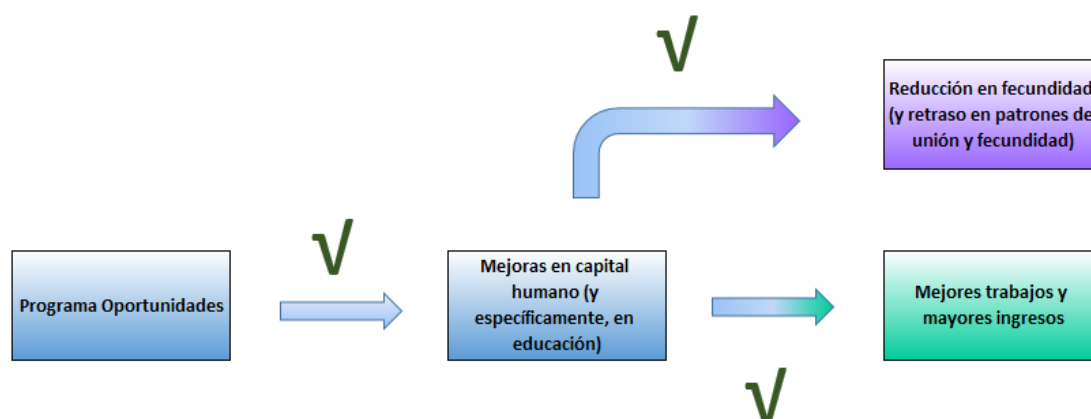 √
Reducción en fecundidad
(y retraso en patrones de
unión y fecundidad)
√
Programa Oportunidades
Mejoras en capital
humano (y
específicamente, en
educación)
Mejores trabajos y
mayores ingresos
√